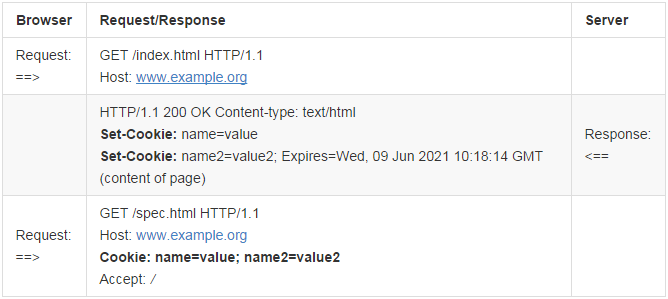 Browser Request/Response Server
Request:
==>
GET /index.html HTTP/1.1
Host: www.example.org
HTTP/1.1 200 OK Content-type: text/html
Set-Cookie: name=value
Set-Cookie: name2=value2; Expires=Wed, 09 Jun 2021 10:18:14 GMT
(content of page)
Response:
<==
Request:
==>
GET /spec.html HTTP/1.1
Host: www.example.org
Cookie: name=value; name2=value2
Accept: /